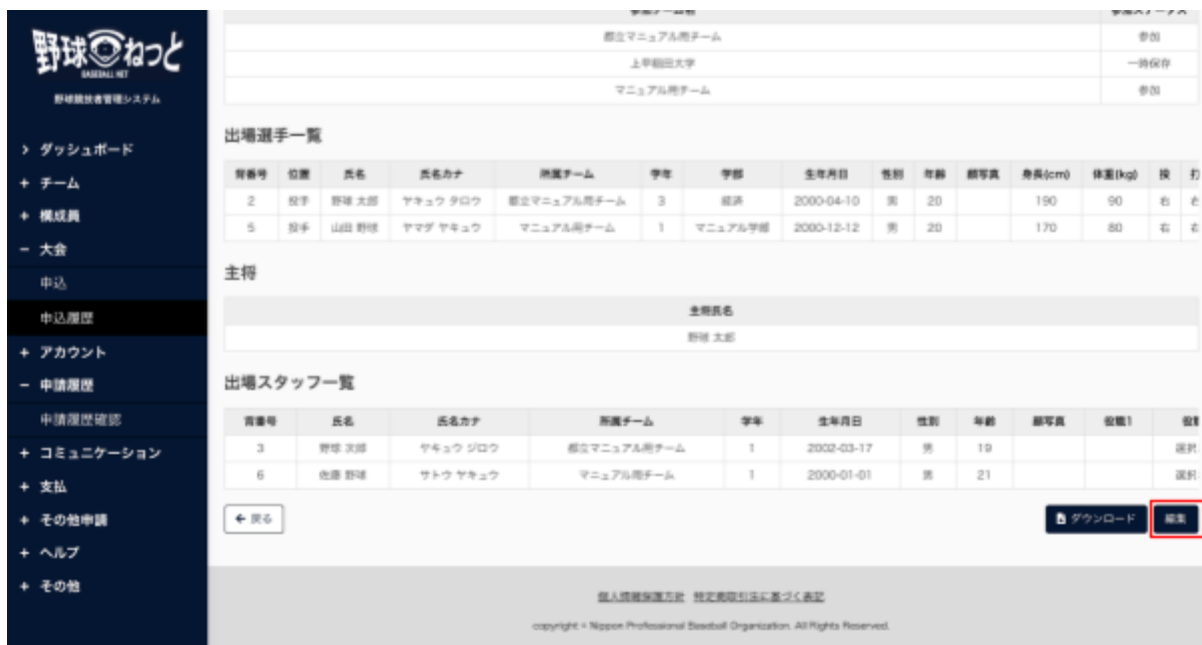 野球ねっと
BASEBALL NET
野球競技者管理システム
ダッシュボード
+ チーム
+ 構成員
- 大会
申込
申込履歴
+ アカウント
- 申請履歴
申請履歴確認
+ コミュニケーション
+ 支払
+ その他申請
+ ヘルプ
+ その他
都立マニュアル用チーム 参加
上早稲田大学 一時保存
マニュアル用チーム 参加
出場選手一覧
背番号 位置 氏名 氏名カナ 所属チーム 学年 学部 生年月日 性別 年齢 顔写真 身長(cm) 体重(kg) 投 打
2 投手 野球 太郎 ヤキュウ タロウ 都立マニュアル用チーム 3 経済 2000-04-10 男 20 190 90 右 右
5 投手 山田 野球 ヤマダ ヤキュウ マニュアル用チーム 1 マニュアル学部 2000-12-12 男 20 170 80 右 右
主将
主将氏名
野球 太郎
出場スタッフ一覧
背番号 氏名 氏名カナ 所属チーム 学年 生年月日 性別 年齢 顔写真 役職1
3 野球 次郎 ヤキュウ ジロウ 都立マニュアル用チーム 1 2002-03-17 男 19 選択
6 佐藤 野球 サトウ ヤキュウ マニュアル用チーム 1 2000-01-01 男 21 選択
← 戻る ダウンロード 編集
個人情報保護方針 特定商取引法に基づく表記
copyright © Nippon Professional Baseball Organization. All Rights Reserved.